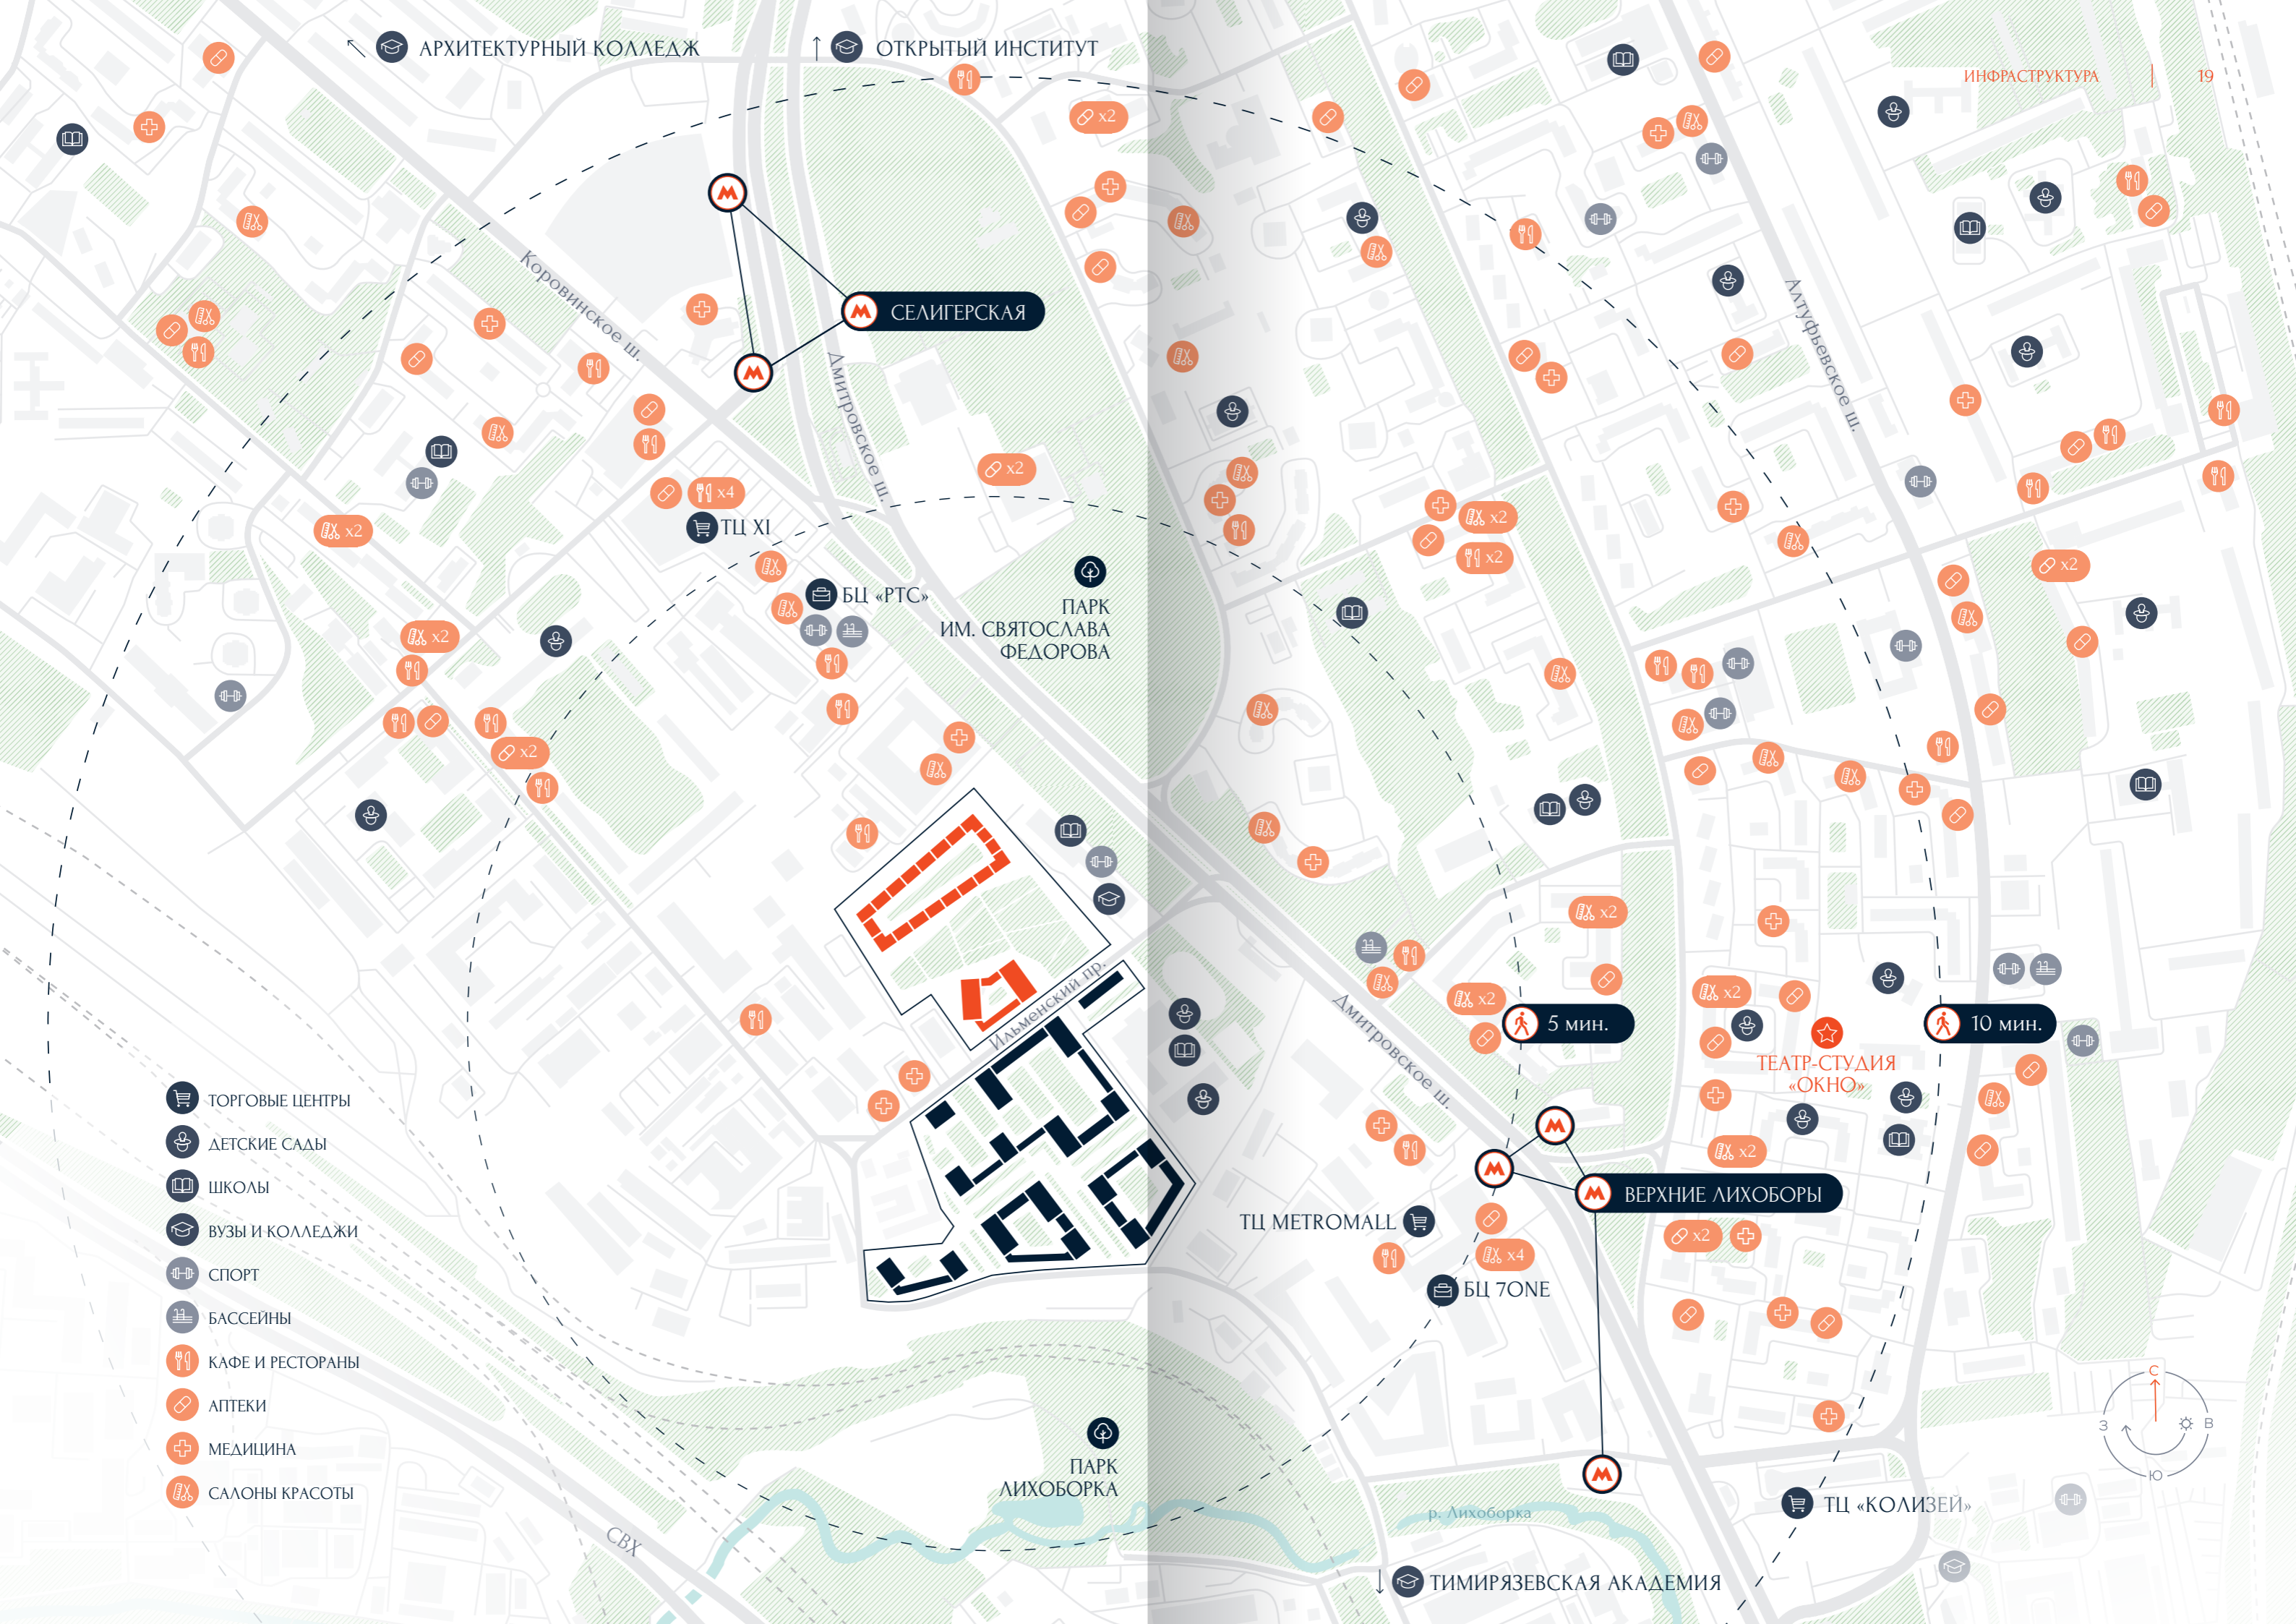 АРХИТЕКТУРНЫЙ КОЛЛЕДЖ
ОТКРЫТЫЙ ИНСТИТУТ
ИНФРАСТРУКТУРА
19
x2
Коровинское ш.
СЕЛИГЕРСКАЯ
Дмитровское ш.
Алтуфьевское ш.
x2
x4
ТЦ XI
x2
x2
x2
x2
БЦ «РТС»
ПАРК
ИМ. СВЯТОСЛАВА
ФЕДОРОВА
x2
x2
x2
x2
x2
x2
Ильменский пр.
Дмитровское ш.
5 мин.
10 мин.
ТЕАТР-СТУДИЯ
«ОКНО»
x2
ВЕРХНИЕ ЛИХОБОРЫ
ТЦ METROMALL
x2
x4
БЦ 7ONE
ТОРГОВЫЕ ЦЕНТРЫ
ДЕТСКИЕ САДЫ
ШКОЛЫ
ВУЗЫ И КОЛЛЕДЖИ
СПОРТ
БАССЕЙНЫ
КАФЕ И РЕСТОРАНЫ
АПТЕКИ
МЕДИЦИНА
САЛОНЫ КРАСОТЫ
С
З
В
Ю
ПАРК
ЛИХОБОРКА
р. Лихоборка
ТЦ «КОЛИЗЕЙ»
СВХ
ТИМИРЯЗЕВСКАЯ АКАДЕМИЯ